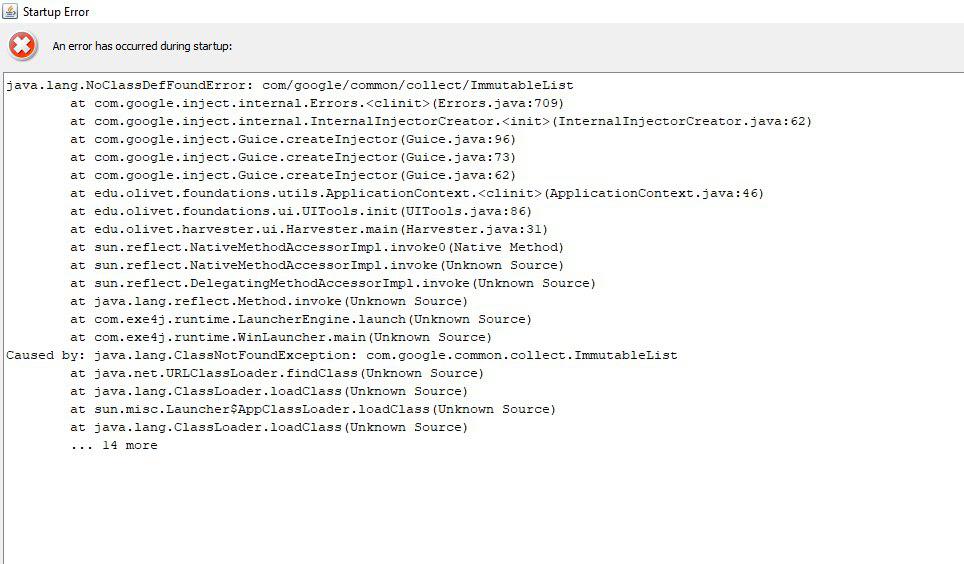 Startup Error
An error has occurred during startup:
java.lang.NoClassDefFoundError: com/google/common/collect/ImmutableList
at com.google.inject.internal.Errors.<clinit>(Errors.java:709)
at com.google.inject.internal.InternalInjectorCreator.<init>(InternalInjectorCreator.java:62)
at com.google.inject.Guice.createInjector(Guice.java:96)
at com.google.inject.Guice.createInjector(Guice.java:73)
at com.google.inject.Guice.createInjector(Guice.java:62)
at edu.olivet.foundations.utils.ApplicationContext.<clinit>(ApplicationContext.java:46)
at edu.olivet.foundations.ui.UITools.init(UITools.java:86)
at edu.olivet.harvester.ui.Harvester.main(Harvester.java:31)
at sun.reflect.NativeMethodAccessorImpl.invoke0(Native Method)
at sun.reflect.NativeMethodAccessorImpl.invoke(Unknown Source)
at sun.reflect.DelegatingMethodAccessorImpl.invoke(Unknown Source)
at java.lang.reflect.Method.invoke(Unknown Source)
at com.exe4j.runtime.LauncherEngine.launch(Unknown Source)
at com.exe4j.runtime.WinLauncher.main(Unknown Source)
Caused by: java.lang.ClassNotFoundException: com.google.common.collect.ImmutableList
at java.net.URLClassLoader.findClass(Unknown Source)
at java.lang.ClassLoader.loadClass(Unknown Source)
at sun.misc.Launcher$AppClassLoader.loadClass(Unknown Source)
at java.lang.ClassLoader.loadClass(Unknown Source)
... 14 more